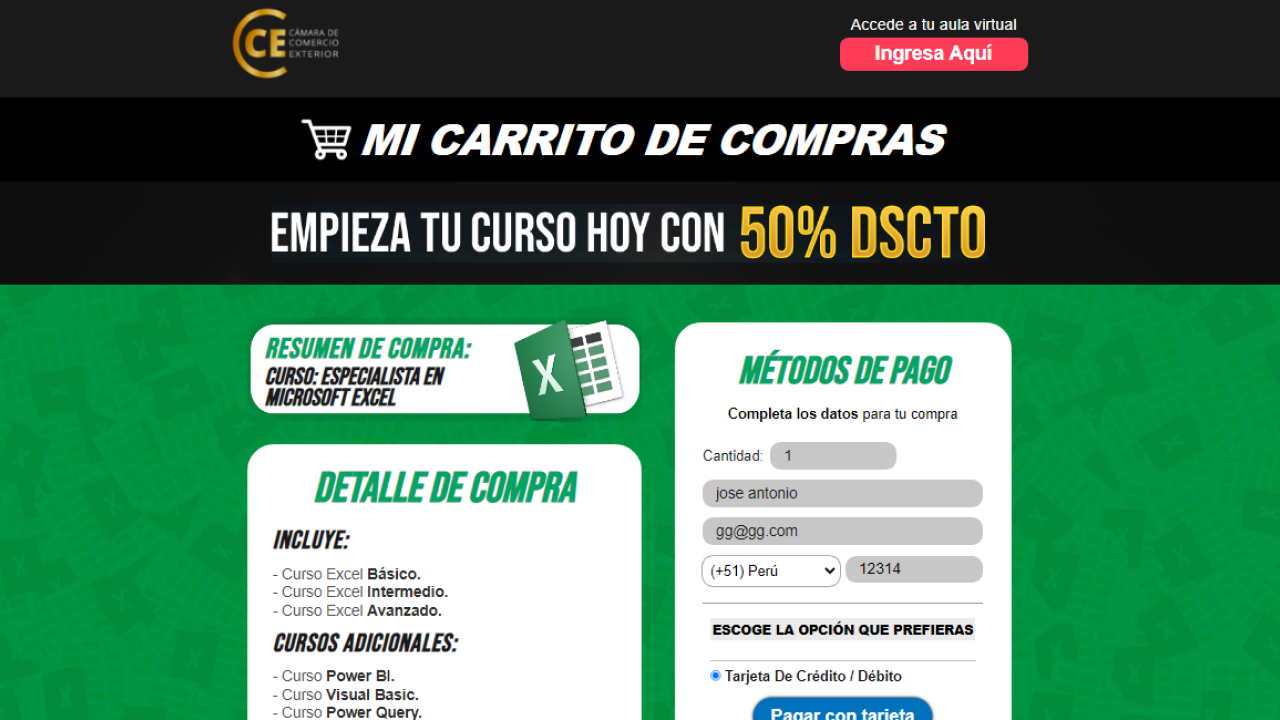 CE CÁMARA DE
COMERCIO
EXTERIOR
Accede a tu aula virtual
Ingresa Aquí
MI CARRITO DE COMPRAS
EMPIEZA TU CURSO HOY CON 50% DSCTO
RESUMEN DE COMPRA:
CURSO: ESPECIALISTA EN
MICROSOFT EXCEL
X
DETALLE DE COMPRA
INCLUYE:
- Curso Excel Básico.
- Curso Excel Intermedio.
- Curso Excel Avanzado.
CURSOS ADICIONALES:
- Curso Power BI.
- Curso Visual Basic.
- Curso Power Query.
MÉTODOS DE PAGO
Completa los datos para tu compra
Cantidad: 1
jose antonio
gg@gg.com
(+51) Perú 12314
ESCOGE LA OPCIÓN QUE PREFIERAS
Tarjeta De Crédito / Débito
Pagar con tarjeta